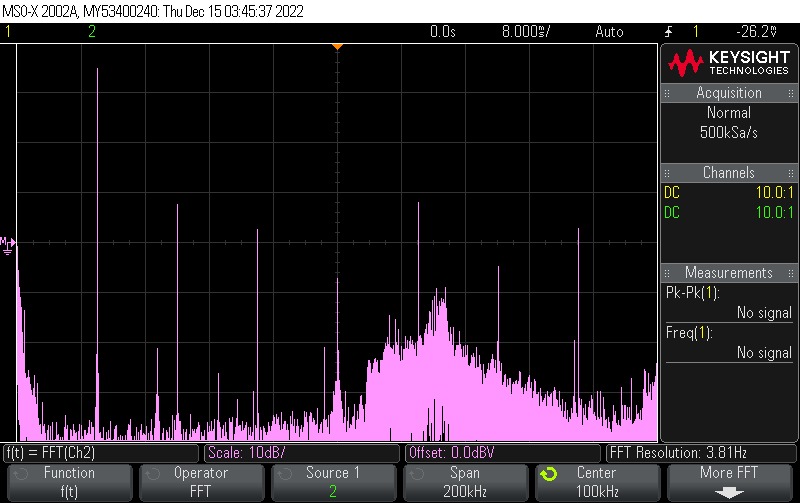 MSO-X 2002A, MY53400240: Thu Dec 15 03:45:37 2022
1 2 0.0s 8.000ms/ Auto 1 -26.2V
KEYSIGHT
TECHNOLOGIES
Acquisition
Normal
500kSa/s
Channels
DC 10.0:1
DC 10.0:1
Measurements
Pk-Pk(1):
No signal
Freq(1):
No signal
M
f(t) = FFT(Ch2) Scale: 10dB/ Offset: 0.0dBV FFT Resolution: 3.81Hz
Function Operator Source 1 Span Center More FFT
f(t) FFT 2 200kHz 100kHz